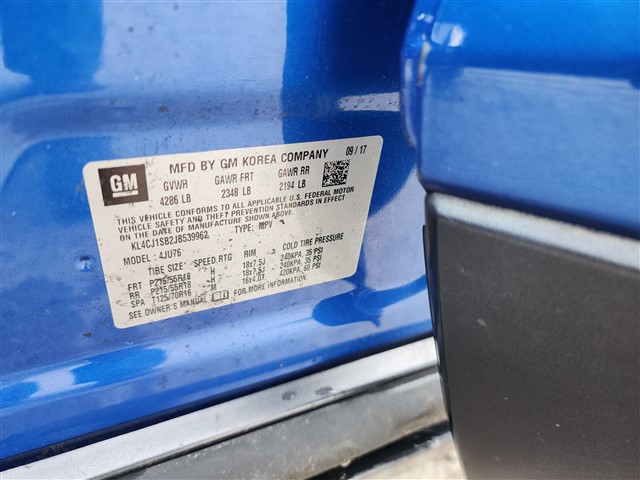 GM
MFD BY GM KOREA COMPANY 09 / 17
GVWR GAWR FRT GAWR RR
4286 LB 2348 LB 2194 LB
THIS VEHICLE CONFORMS TO ALL APPLICABLE U.S. FEDERAL MOTOR
VEHICLE SAFETY AND THEFT PREVENTION STANDARDS IN EFFECT
ON THE DATE OF MANUFACTURE SHOWN ABOVE.
KL4CJ1SB2JB539962 TYPE: MPV
MODEL : 4JU76
TIRE SIZE SPEED RTG RIM COLD TIRE PRESSURE
FRT P215/55R18 H 18x7.5J 240KPA, 35 PSI
RR P215/55R18 H 18x7.5J 240KPA, 35 PSI
SPA T125/70R16 M 420KPA, 60 PSI
SEE OWNER'S MANUAL FOR MORE INFORMATION